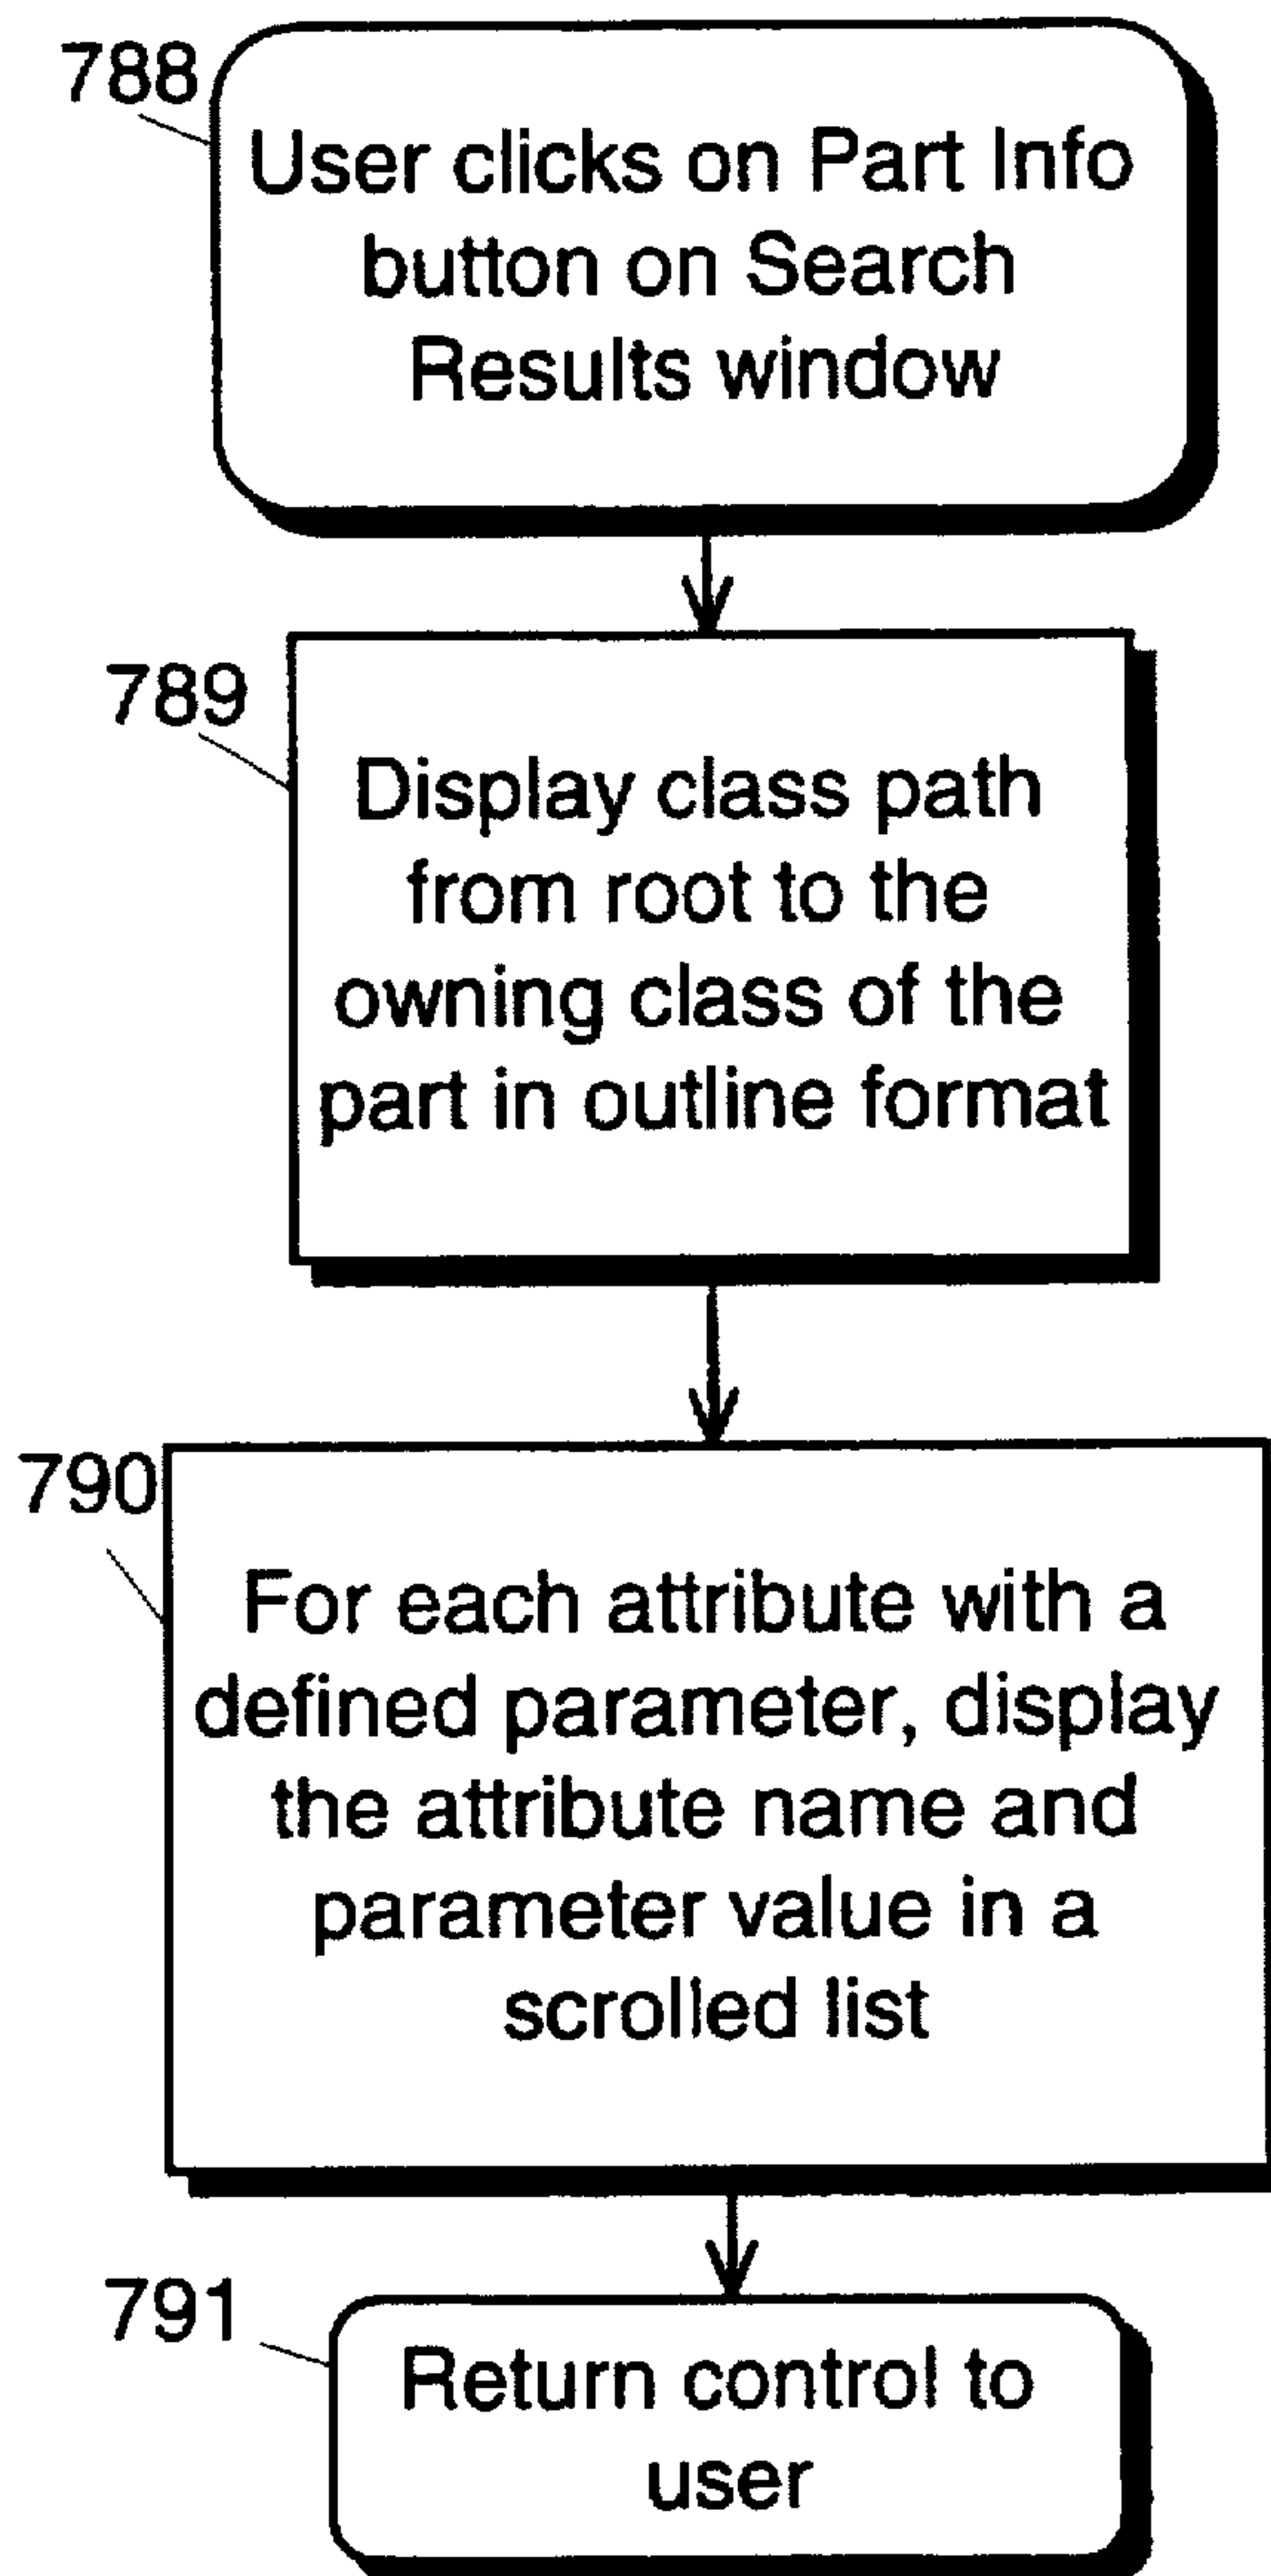 788
User clicks on Part Info
button on Search
Results window
789
Display class path
from root to the
owning class of the
part in outline format
790
For each attribute with a
defined parameter, display
the attribute name and
parameter value in a
scrolled list
791
Return control to
user